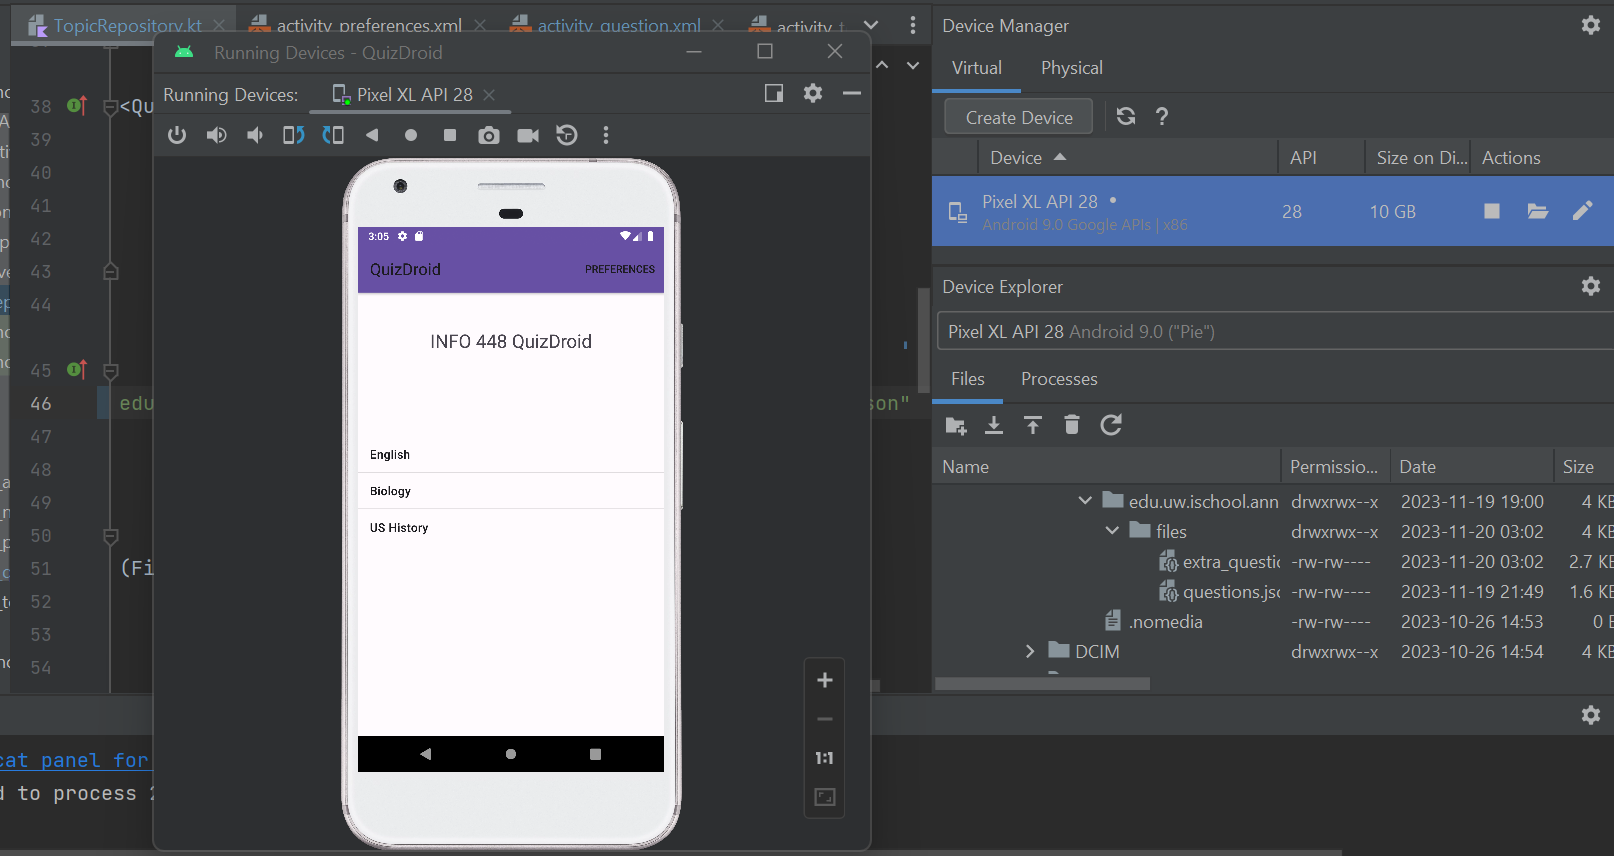 TopicRepository.kt
activity_preferences.xml
activity_question.xml
activity_t
Running Devices - QuizDroid
Running Devices:
Pixel XL API 28
38
<Qu
39
40
41
42
43
44
45
46
edu
son"
47
48
49
50
51
(Fi
52
53
54
3:05
QuizDroid
PREFERENCES
INFO 448 QuizDroid
English
Biology
US History
1:1
cat panel for
d to process 2
Device Manager
Virtual
Physical
Create Device
?
Device
API
Size on Di...
Actions
Pixel XL API 28
Android 9.0 Google APIs | x86
28
10 GB
Device Explorer
Pixel XL API 28 Android 9.0 ("Pie")
Files
Processes
Name
Permissio...
Date
Size
edu.uw.ischool.ann
drwxrwx--x
2023-11-19 19:00
4 KB
files
drwxrwx--x
2023-11-20 03:02
4 KB
extra_questic
-rw-rw----
2023-11-20 03:02
2.7 KB
questions.jsc
-rw-rw----
2023-11-19 21:49
1.6 KB
.nomedia
-rw-rw----
2023-10-26 14:53
0 B
DCIM
drwxrwx--x
2023-10-26 14:54
4 KB